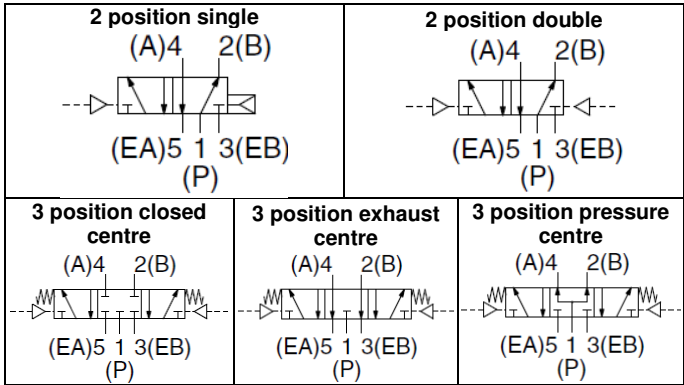 2 position single
(A)4 2(B)
(EA)5 1 3(EB)
(P)
2 position double
(A)4 2(B)
(EA)5 1 3(EB)
(P)
3 position closed
centre
(A)4 2(B)
(EA)5 1 3(EB)
(P)
3 position exhaust
centre
(A)4 2(B)
(EA)5 1 3(EB)
(P)
3 position pressure
centre
(A)4 2(B)
(EA)5 1 3(EB)
(P)